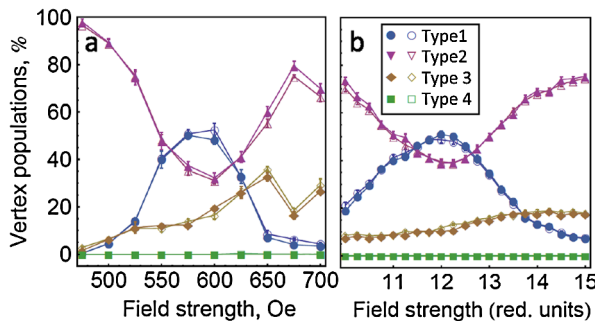 a
b
Type1
Type2
Type 3
Type 4
Vertex populations, %
100
80
60
40
20
0
500 550 600 650 700
11 12 13 14 15
Field strength, Oe
Field strength (red. units)